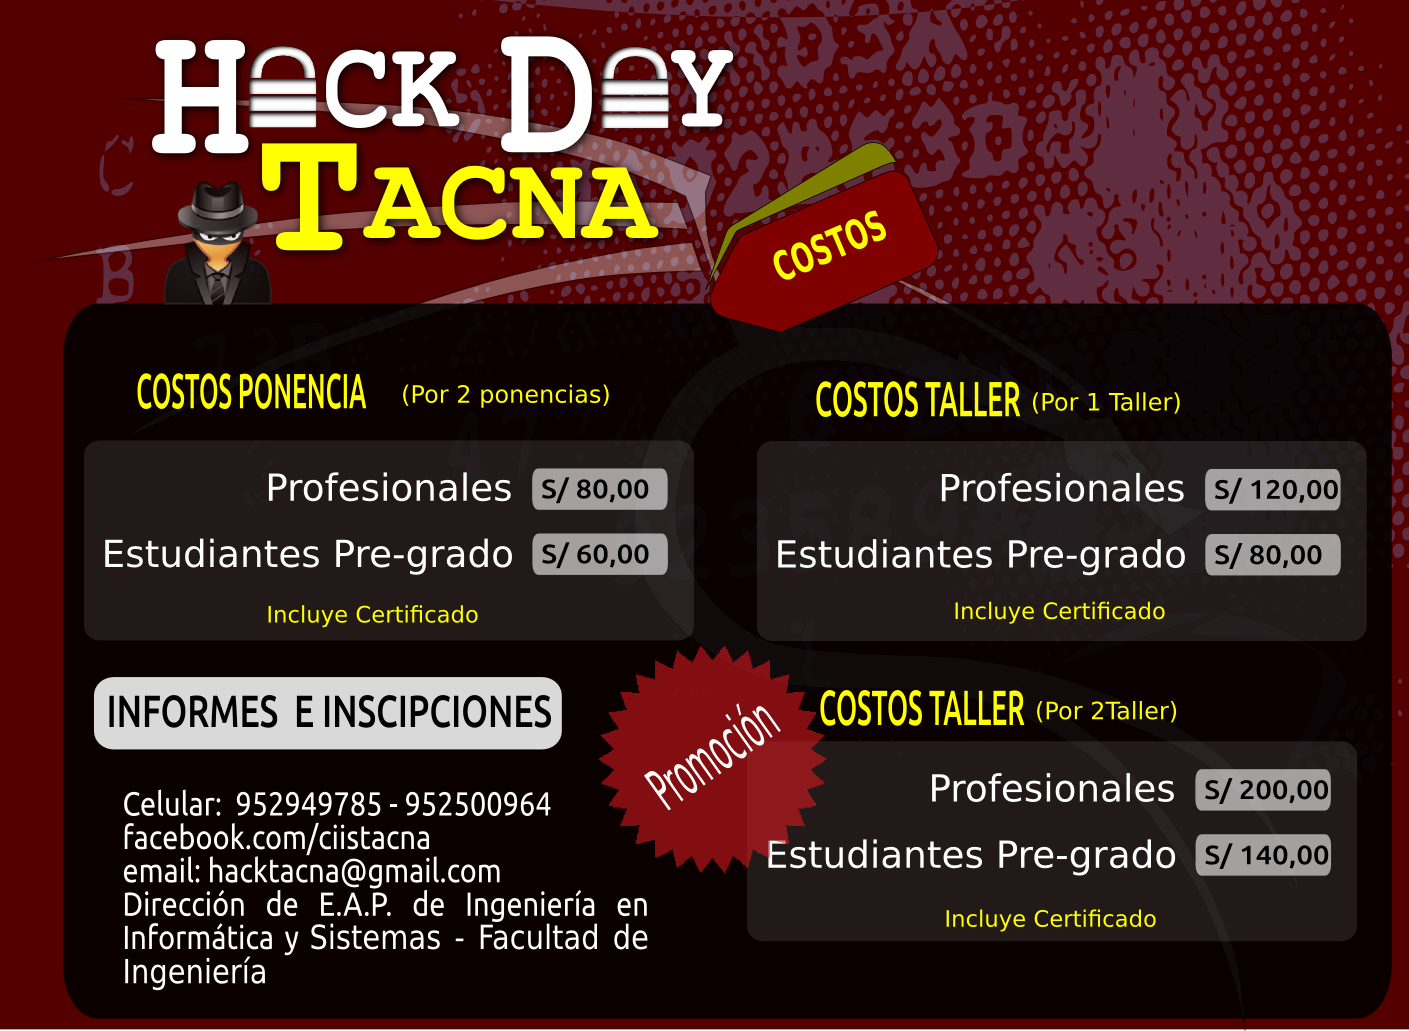 HACK DAY
TACNA
COSTOS
COSTOS PONENCIA (Por 2 ponencias)
Profesionales S/ 80,00
Estudiantes Pre-grado S/ 60,00
Incluye Certificado
COSTOS TALLER (Por 1 Taller)
Profesionales S/ 120,00
Estudiantes Pre-grado S/ 80,00
Incluye Certificado
INFORMES E INSCIPCIONES
Celular: 952949785 - 952500964
facebook.com/ciistacna
email: hacktacna@gmail.com
Dirección de E.A.P. de Ingeniería en
Informática y Sistemas - Facultad de
Ingeniería
Promoción
COSTOS TALLER (Por 2Taller)
Profesionales S/ 200,00
Estudiantes Pre-grado S/ 140,00
Incluye Certificado